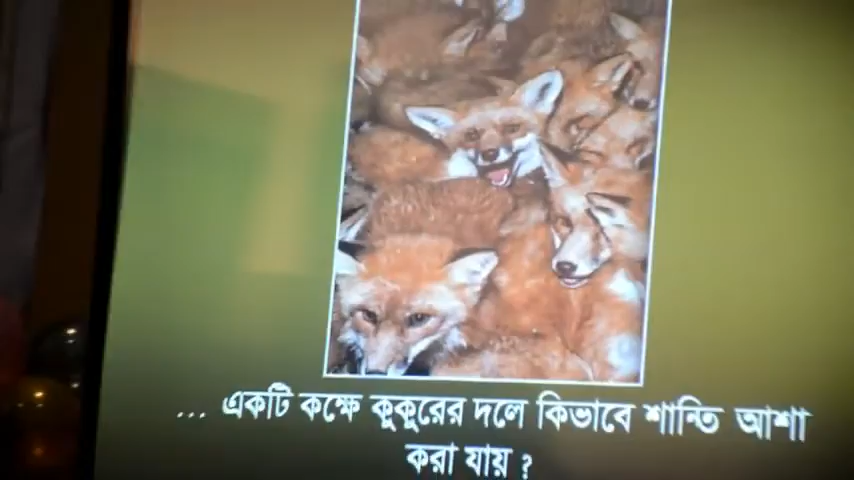 ... একটি কক্ষে কুকুরের দলে কিভাবে শান্তি আশা
করা যায় ?